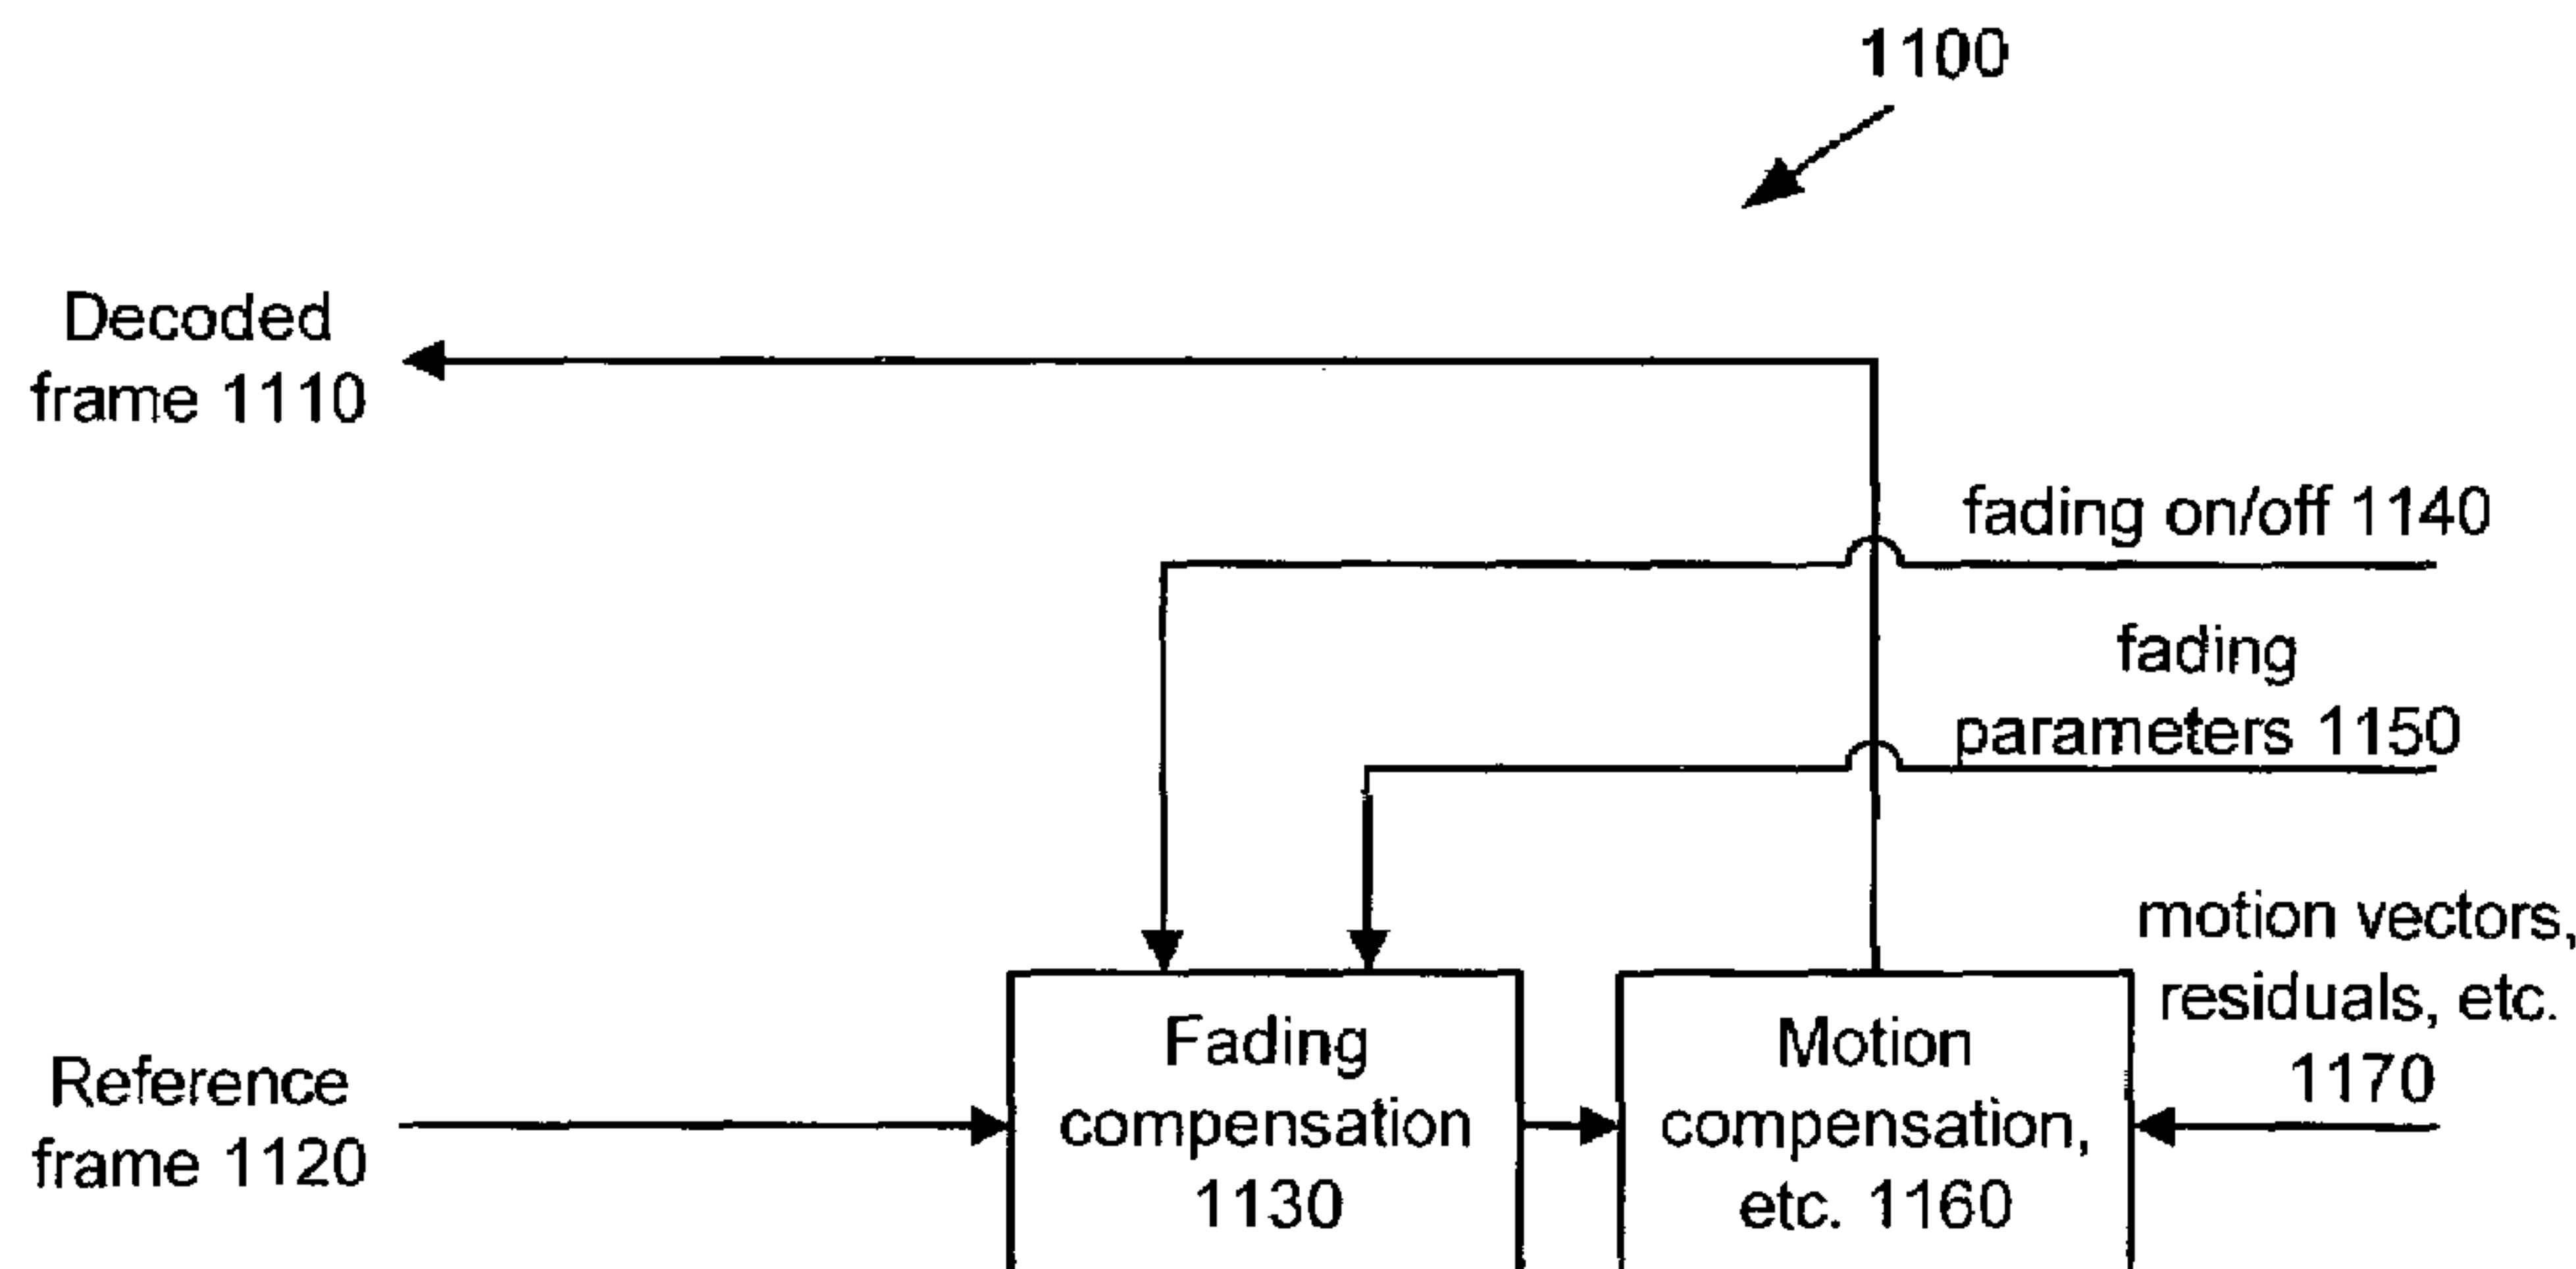 1100
Decoded
frame 1110
fading on/off 1140
fading
parameters 1150
motion vectors,
residuals, etc.
1170
Reference
frame 1120
Fading
compensation
1130
Motion
compensation,
etc. 1160